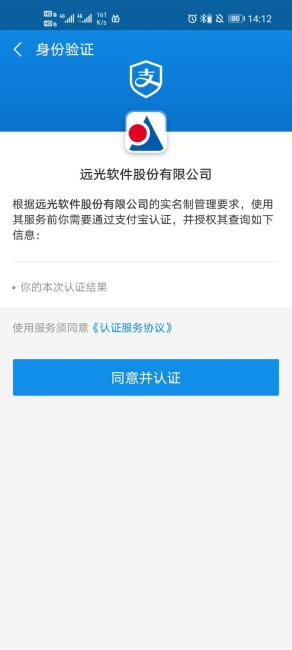 161
K/s
80
14:12
身份验证
支
远光软件股份有限公司
根据远光软件股份有限公司的实名制管理要求，使用
其服务前你需要通过支付宝认证，并授权其查询如下
信息：
• 你的本次认证结果
使用服务须同意《认证服务协议》
同意并认证